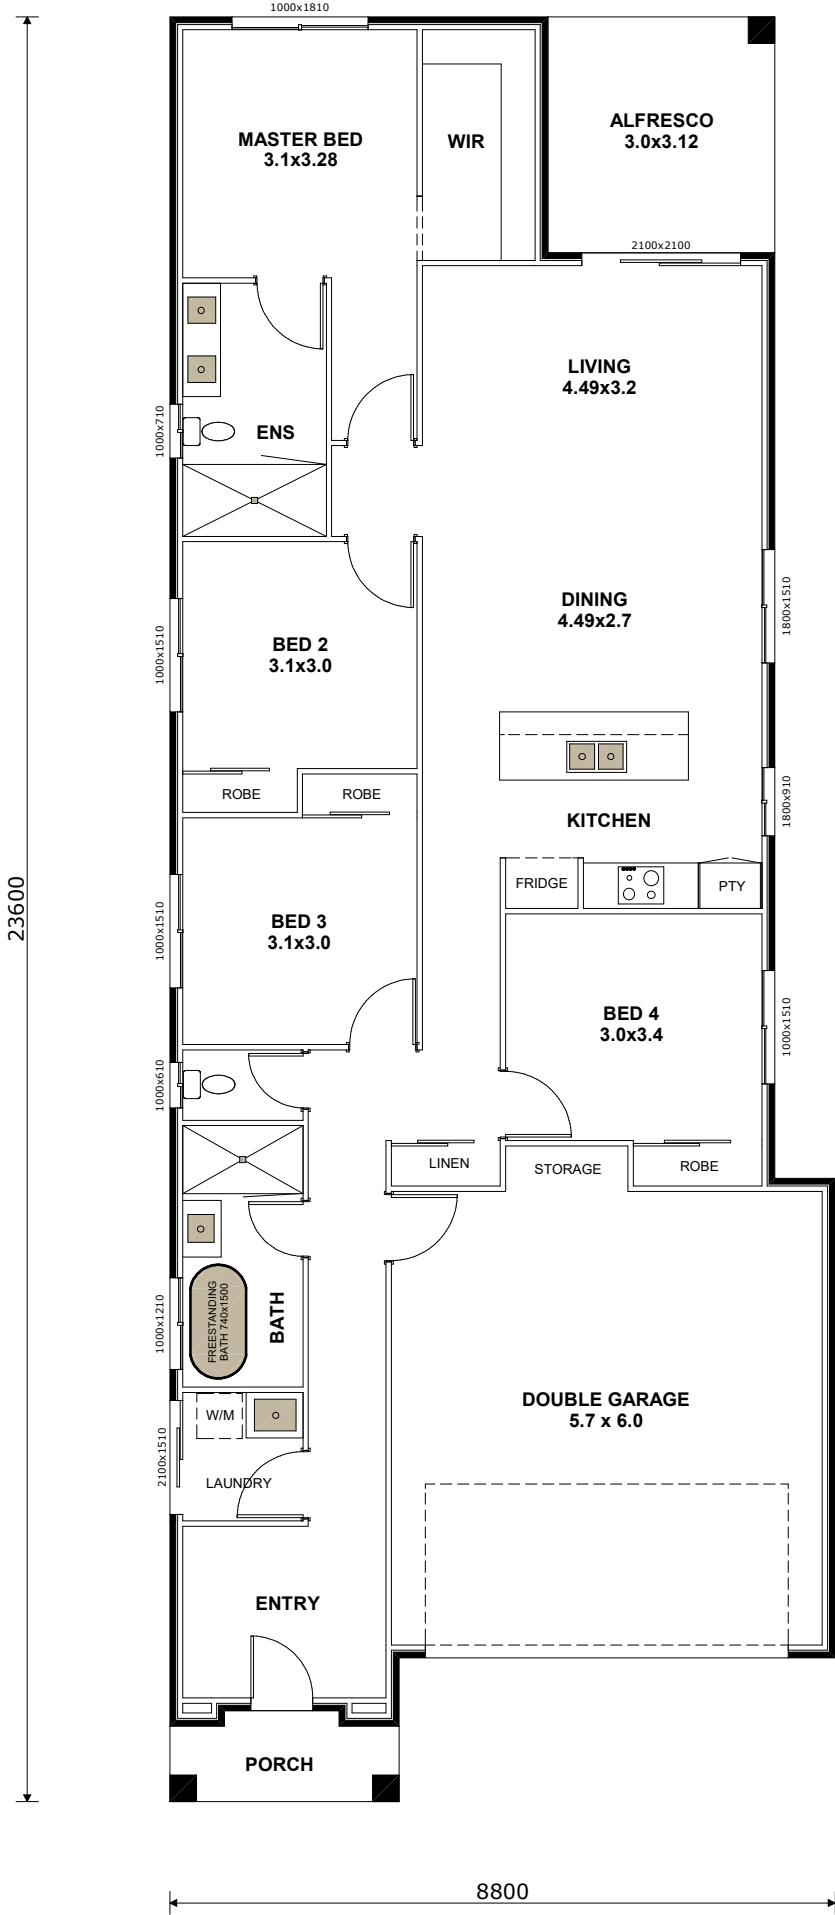 1000x1810
MASTER BED
3.1x3.28
WIR
ALFRESCO
3.0x3.12
2100x2100
LIVING
4.49x3.2
ENS
1000x710
DINING
4.49x2.7
1800x1510
BED 2
3.1x3.0
1000x1510
ROBE
ROBE
KITCHEN
1800x910
FRIDGE
PTY
23600
BED 3
3.1x3.0
1000x1510
BED 4
3.0x3.4
1000x1510
1000x610
LINEN
STORAGE
ROBE
FREESTANDING
BATH 740x1500
BATH
1000x1210
DOUBLE GARAGE
5.7 x 6.0
W/M
LAUNDRY
2100x1510
ENTRY
PORCH
8800